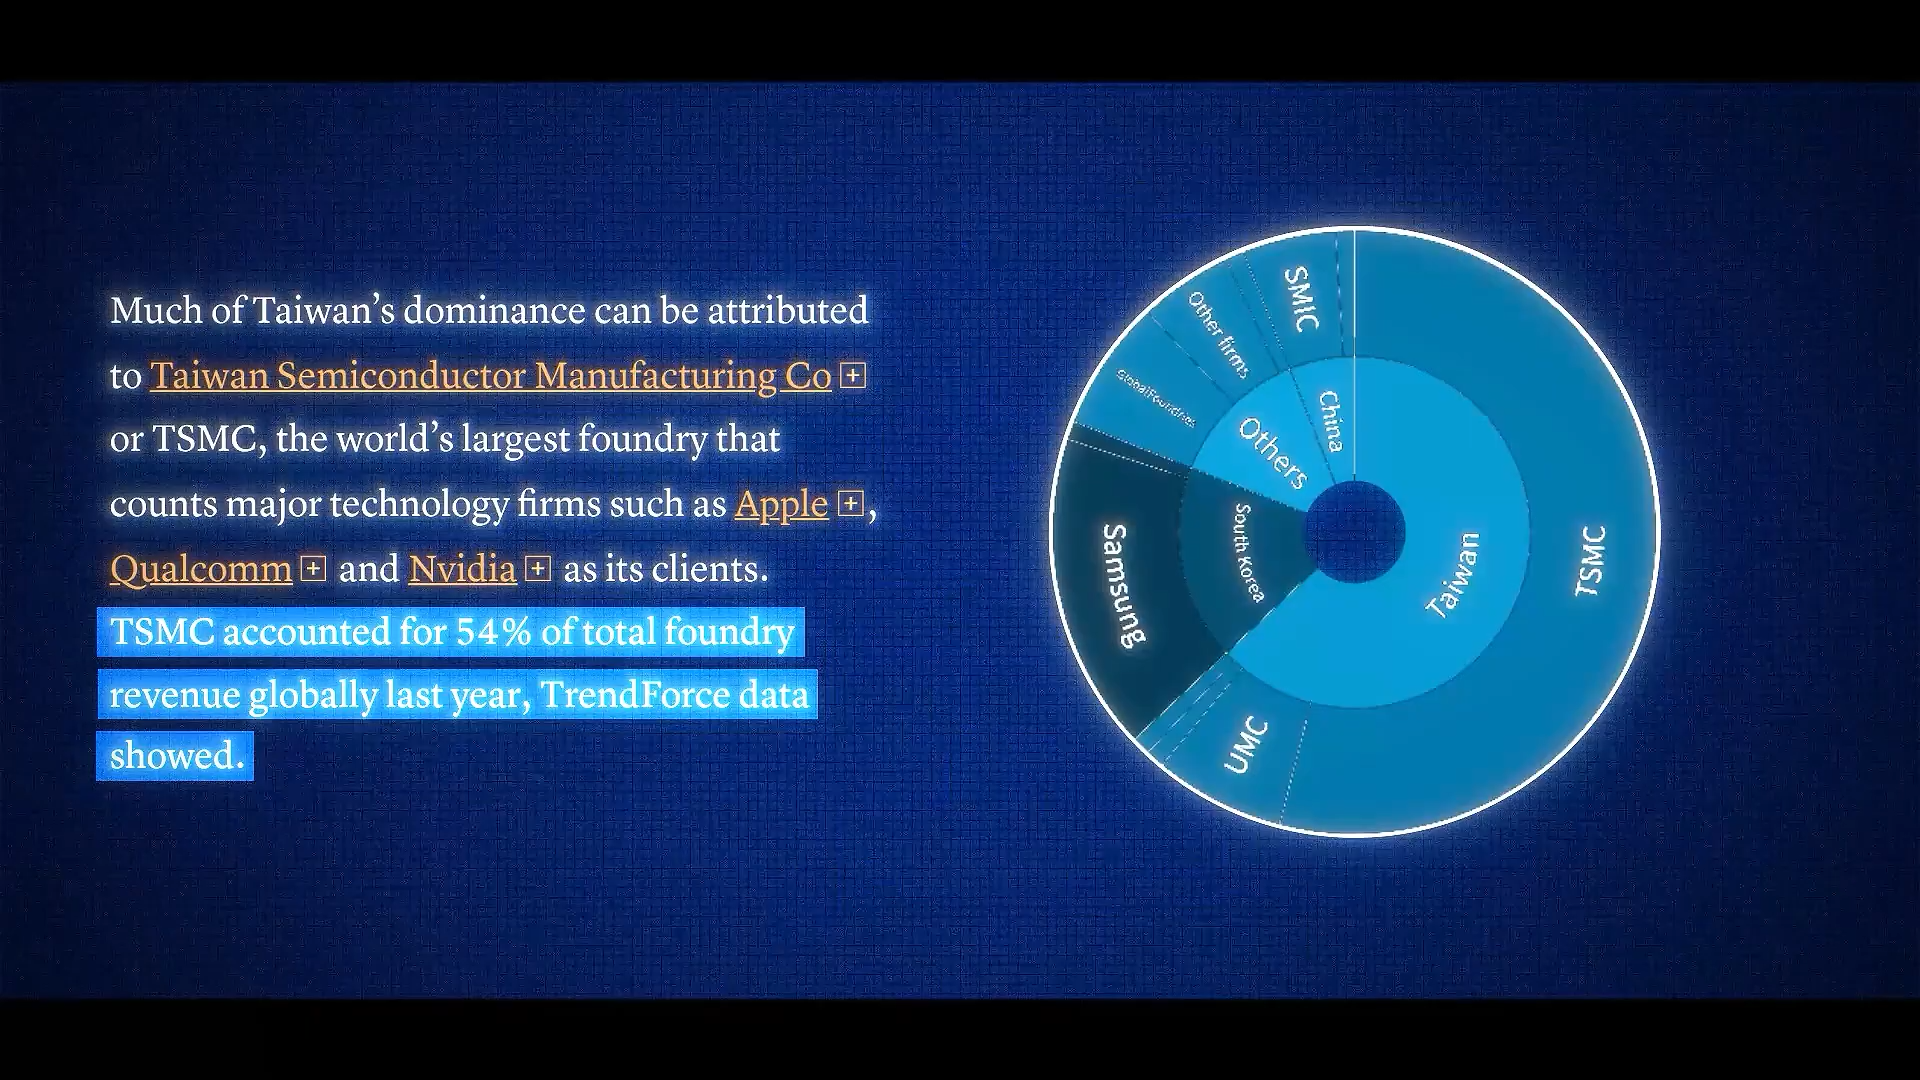 Much of Taiwan’s dominance can be attributed
to Taiwan Semiconductor Manufacturing Co
or TSMC, the world’s largest foundry that
counts major technology firms such as Apple,
Qualcomm and Nvidia as its clients.
TSMC accounted for 54% of total foundry
revenue globally last year, TrendForce data
showed.
SMIC
Other firms
GlobalFoundries
China
Others
South Korea
Samsung
Taiwan
TSMC
UMC